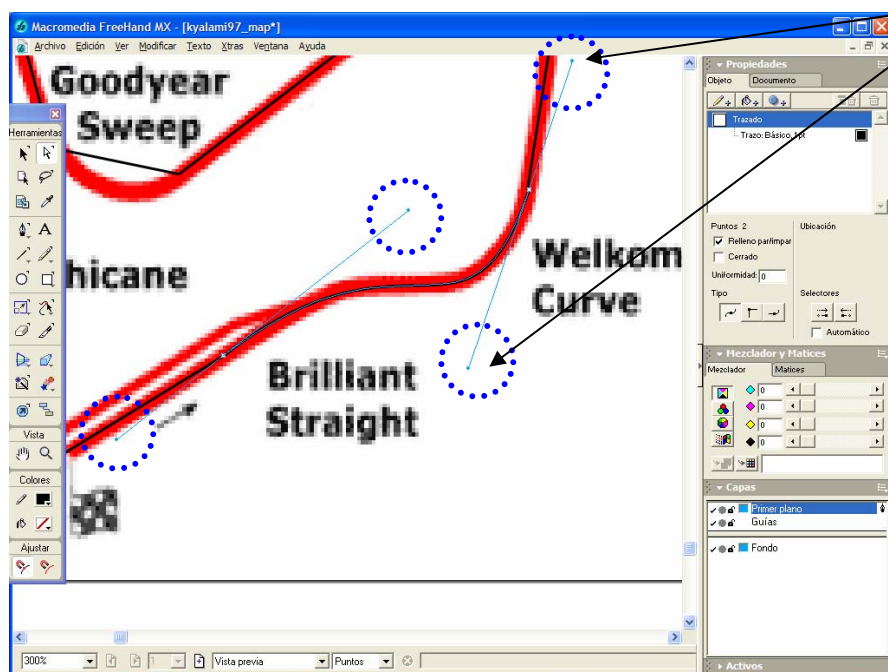 Macromedia FreeHand MX - [kyalami97_map*]
Archivo Edición Ver Modificar Texto Xtras Ventana Ayuda
Goodyear
Sweep
hicane
Welkom
Curve
Brilliant
Straight
Herramientas
A
Vista
Colores
Ajustar
Propiedades
Objeto Documento
Trazado
Trazo: Básico, 1 pt
Puntos 2 Ubicación
Relleno par/impar
Cerrado
Uniformidad: 0
Tipo Selectores
Automático
Mezclador y Matices
Mezclador Matices
0
0
0
0
Capas
Primer plano
Guías
Fondo
Activos
300% 1 Vista previa Puntos